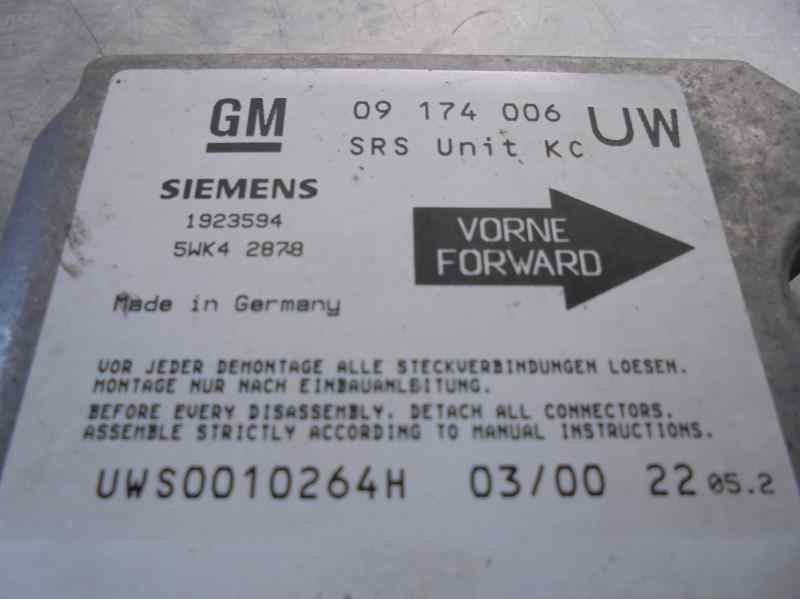 GM 09 174 006 UW
SRS Unit KC
SIEMENS
1923594
5WK4 2878
VORNE
FORWARD
Made in Germany
VOR JEDER DEMONTAGE ALLE STECKVERBINDUNGEN LOESEN.
MONTAGE NUR NACH EINBAUANLEITUNG.
BEFORE EVERY DISASSEMBLY. DETACH ALL CONNECTORS.
ASSEMBLE STRICTLY ACCORDING TO MANUAL INSTRUCTIONS.
UWS0010264H 03/00 22 05.2